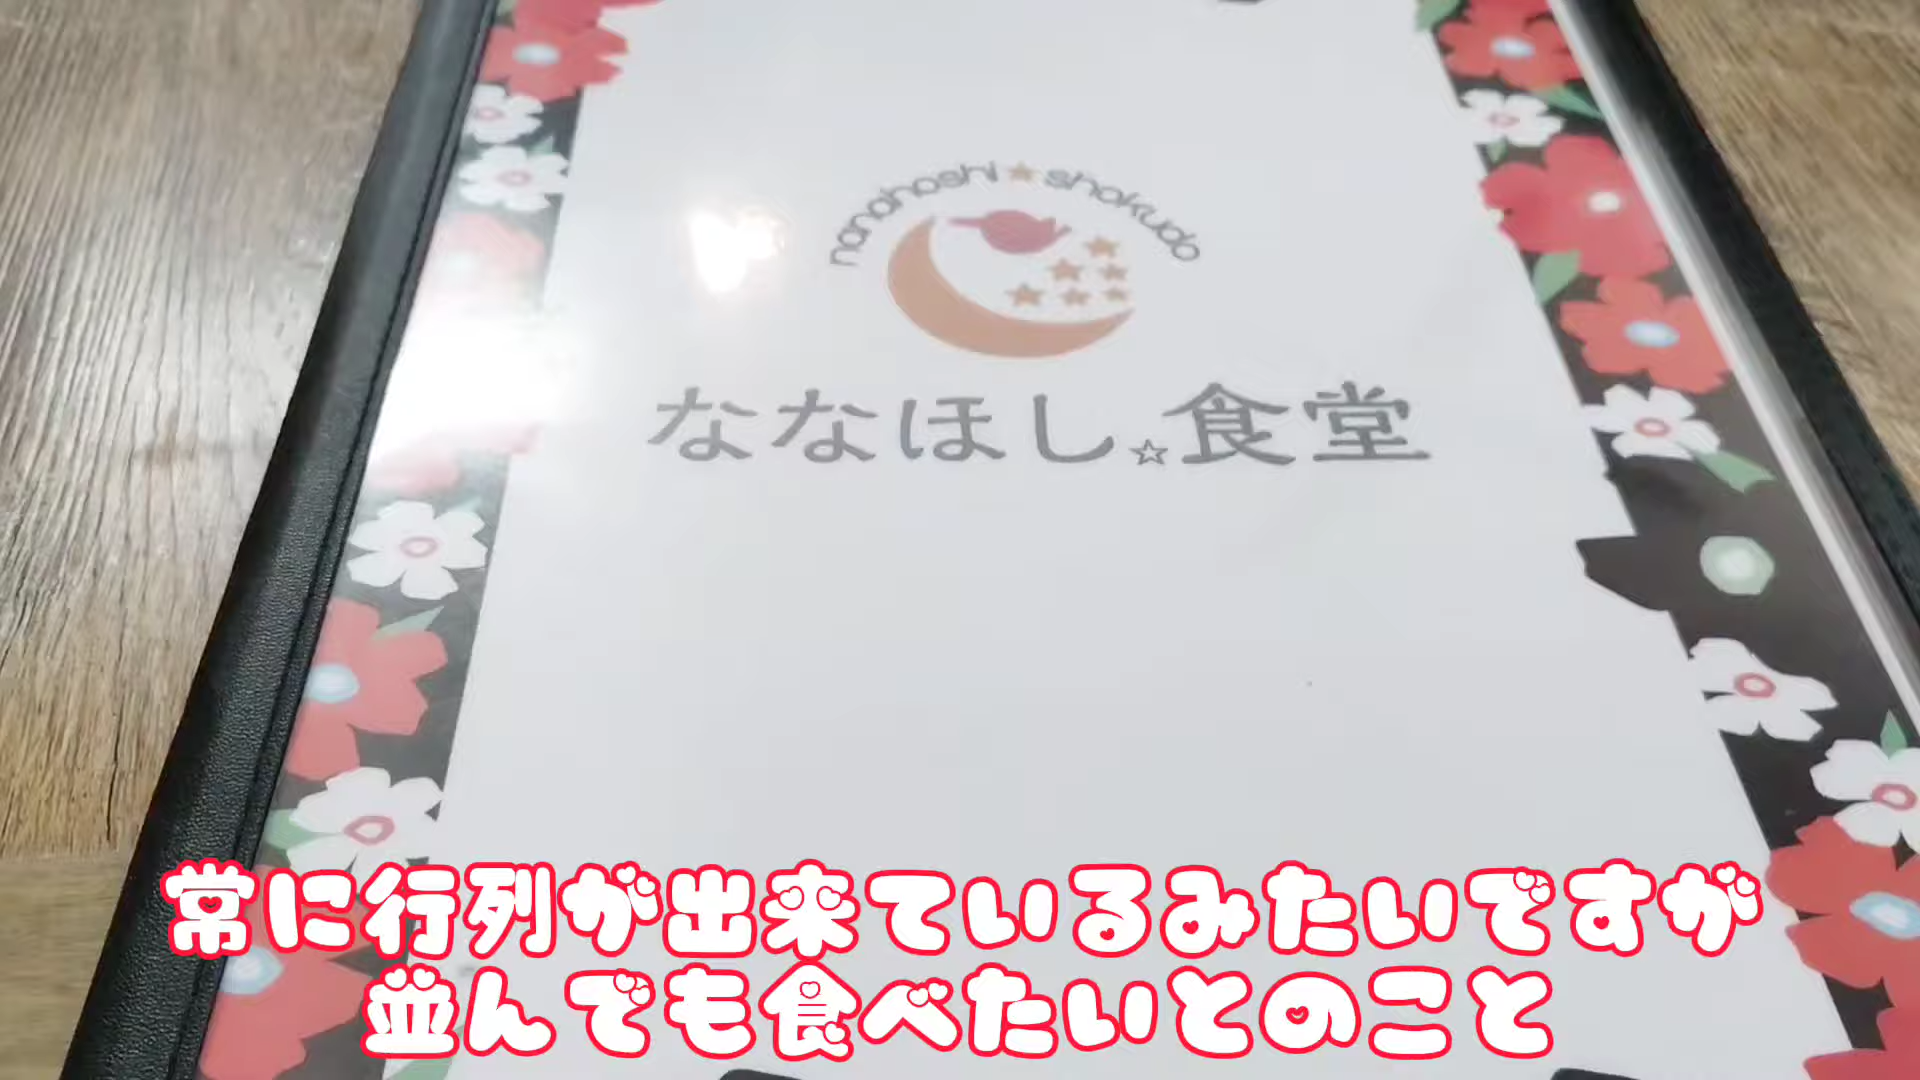 nanahoshi★shokudo
ななほし☆食堂
常に行列が出来ているみたいですが
並んでも食べたいとのこと